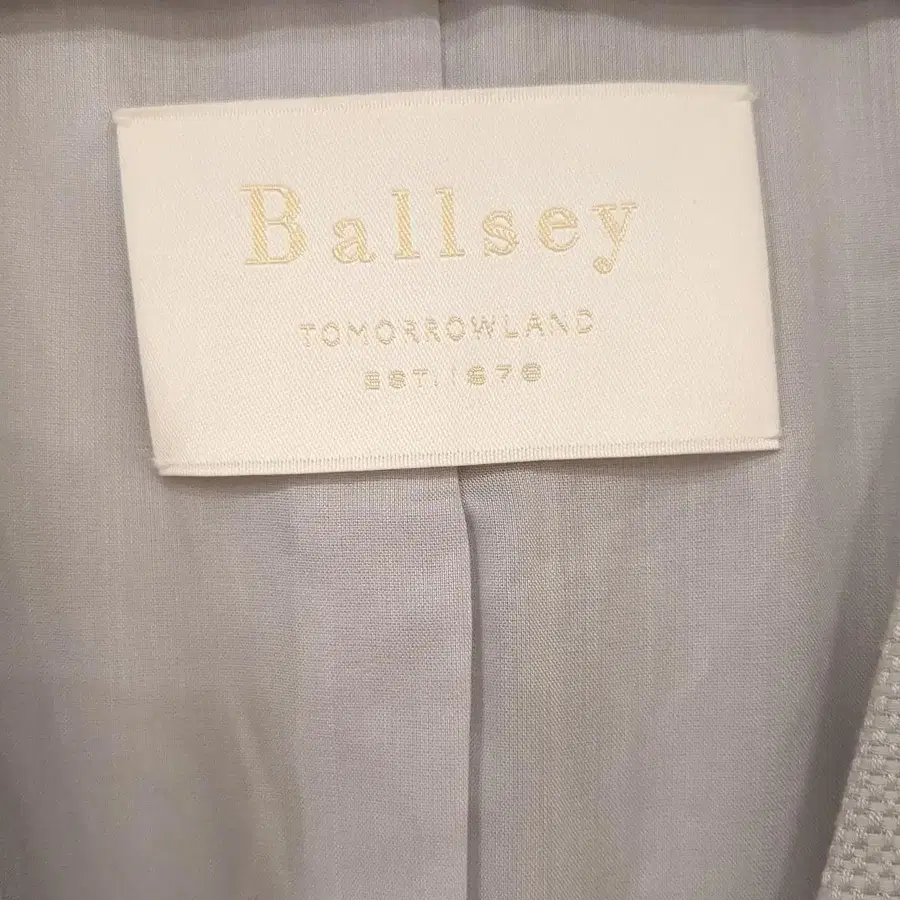 Ballsey
TOMORROWLAND
EST. 1978